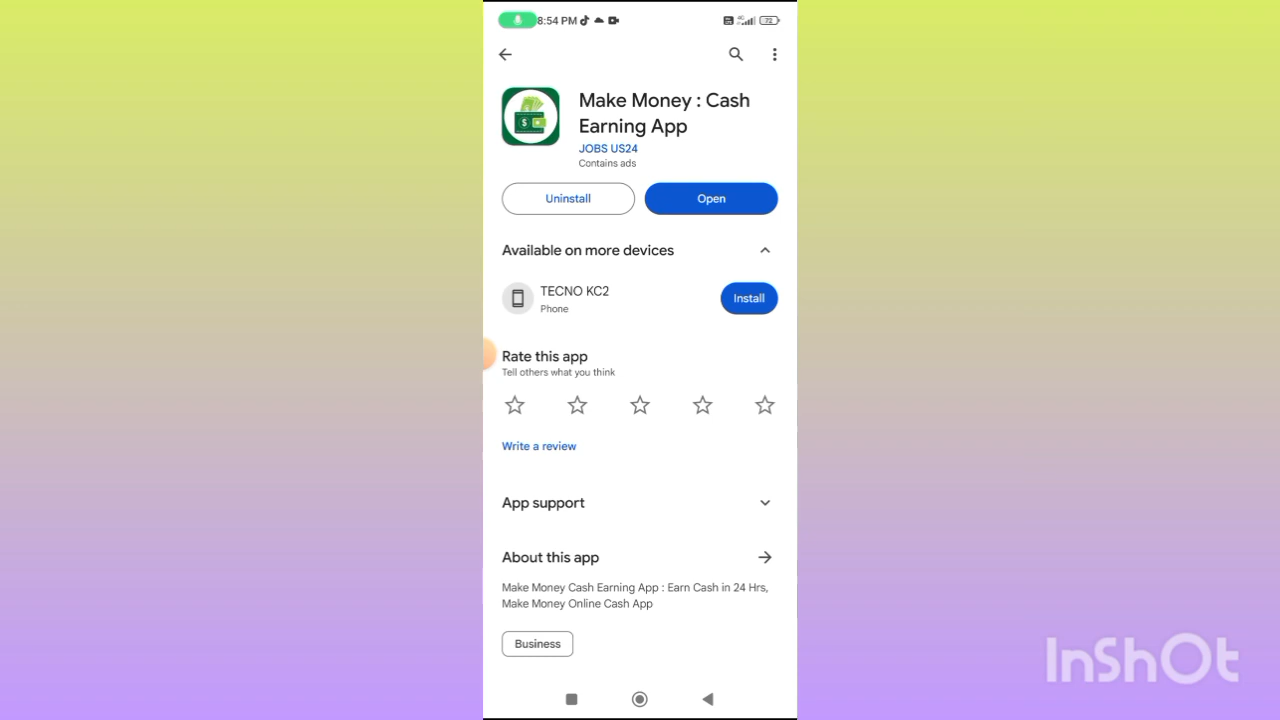 8:54 PM
72
Make Money : Cash
Earning App
JOBS US24
Contains ads
Uninstall
Open
Available on more devices
TECNO KC2
Phone
Install
Rate this app
Tell others what you think
Write a review
App support
About this app
Make Money Cash Earning App : Earn Cash in 24 Hrs,
Make Money Online Cash App
Business
InShOt